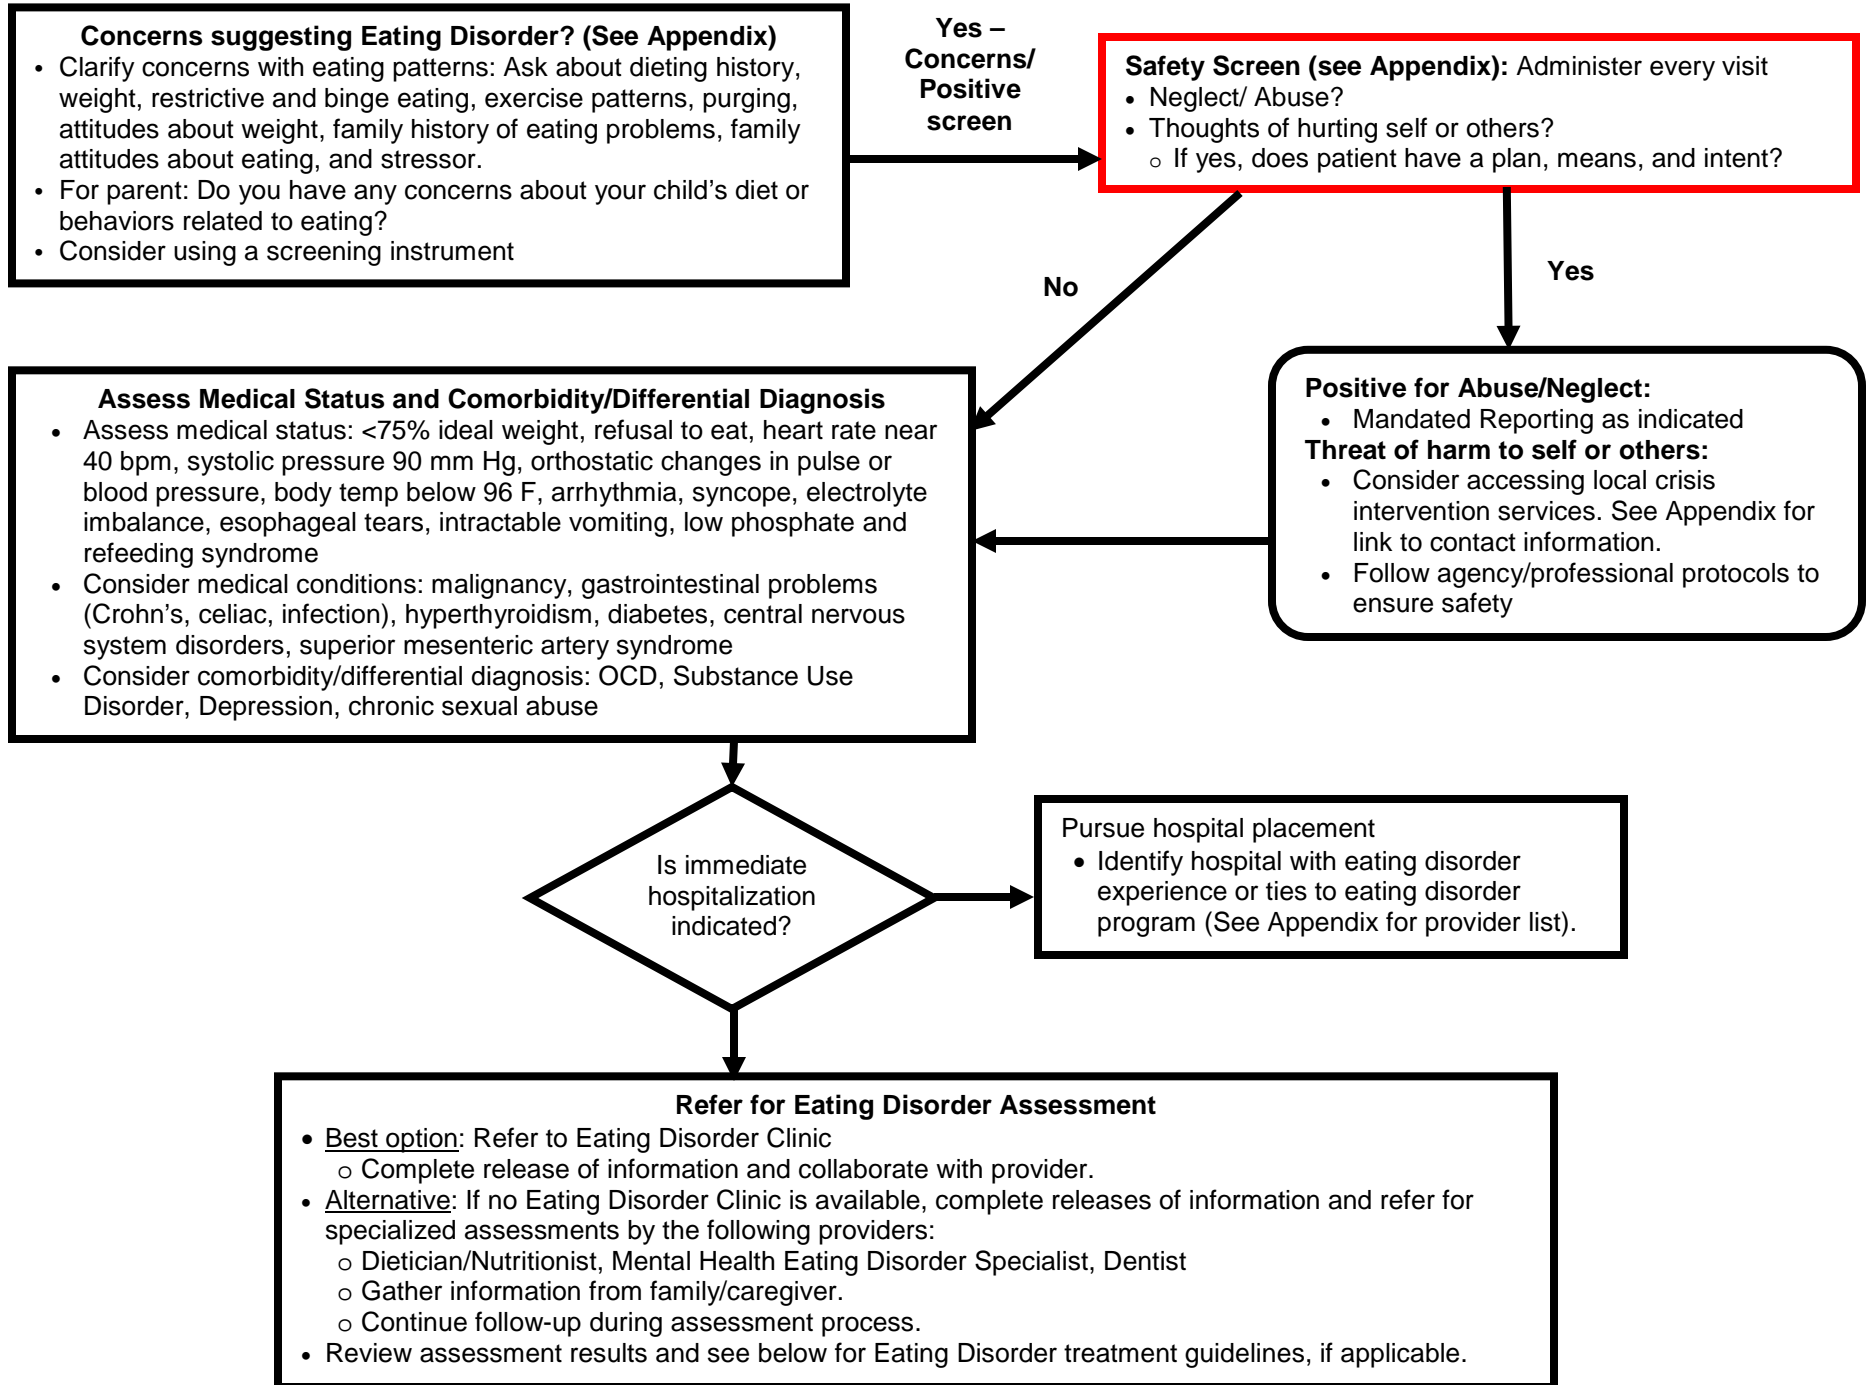 Concerns suggesting Eating Disorder? (See Appendix)
• Clarify concerns with eating patterns: Ask about dieting history,
weight, restrictive and binge eating, exercise patterns, purging,
attitudes about weight, family history of eating problems, family
attitudes about eating, and stressor.
• For parent: Do you have any concerns about your child's diet or
behaviors related to eating?
• Consider using a screening instrument
Yes –
Concerns/
Positive
screen
Safety Screen (see Appendix): Administer every visit
• Neglect/ Abuse?
• Thoughts of hurting self or others?
o If yes, does patient have a plan, means, and intent?
No
Yes
Positive for Abuse/Neglect:
• Mandated Reporting as indicated
Threat of harm to self or others:
• Consider accessing local crisis
intervention services. See Appendix for
link to contact information.
• Follow agency/professional protocols to
ensure safety
Assess Medical Status and Comorbidity/Differential Diagnosis
• Assess medical status: <75% ideal weight, refusal to eat, heart rate near
40 bpm, systolic pressure 90 mm Hg, orthostatic changes in pulse or
blood pressure, body temp below 96 F, arrhythmia, syncope, electrolyte
imbalance, esophageal tears, intractable vomiting, low phosphate and
refeeding syndrome
• Consider medical conditions: malignancy, gastrointestinal problems
(Crohn's, celiac, infection), hyperthyroidism, diabetes, central nervous
system disorders, superior mesenteric artery syndrome
• Consider comorbidity/differential diagnosis: OCD, Substance Use
Disorder, Depression, chronic sexual abuse
Is immediate
hospitalization
indicated?
Pursue hospital placement
• Identify hospital with eating disorder
experience or ties to eating disorder
program (See Appendix for provider list).
Refer for Eating Disorder Assessment
• Best option: Refer to Eating Disorder Clinic
o Complete release of information and collaborate with provider.
• Alternative: If no Eating Disorder Clinic is available, complete releases of information and refer for
specialized assessments by the following providers:
o Dietician/Nutritionist, Mental Health Eating Disorder Specialist, Dentist
o Gather information from family/caregiver.
o Continue follow-up during assessment process.
• Review assessment results and see below for Eating Disorder treatment guidelines, if applicable.